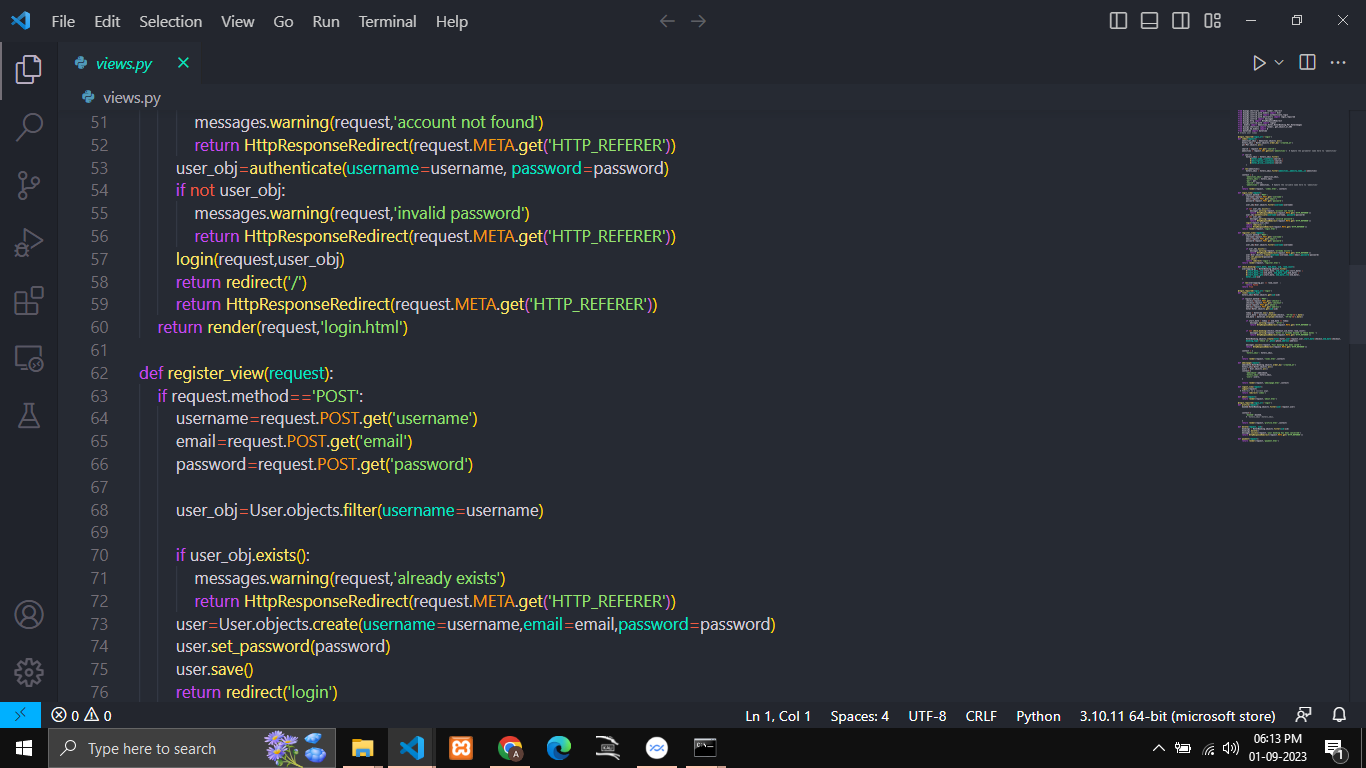 File Edit Selection View Go Run Terminal Help
views.py
views.py
51 messages.warning(request,'account not found')
52 return HttpResponseRedirect(request.META.get('HTTP_REFERER'))
53 user_obj=authenticate(username=username, password=password)
54 if not user_obj:
55 messages.warning(request,'invalid password')
56 return HttpResponseRedirect(request.META.get('HTTP_REFERER'))
57 login(request,user_obj)
58 return redirect('/')
59 return HttpResponseRedirect(request.META.get('HTTP_REFERER'))
60 return render(request,'login.html')
61
62 def register_view(request):
63 if request.method=='POST':
64 username=request.POST.get('username')
65 email=request.POST.get('email')
66 password=request.POST.get('password')
67
68 user_obj=User.objects.filter(username=username)
69
70 if user_obj.exists():
71 messages.warning(request,'already exists')
72 return HttpResponseRedirect(request.META.get('HTTP_REFERER'))
73 user=User.objects.create(username=username,email=email,password=password)
74 user.set_password(password)
75 user.save()
76 return redirect('login')
0 0 Ln 1, Col 1 Spaces: 4 UTF-8 CRLF Python 3.10.11 64-bit (microsoft store)
Type here to search
06:13 PM
01-09-2023
1